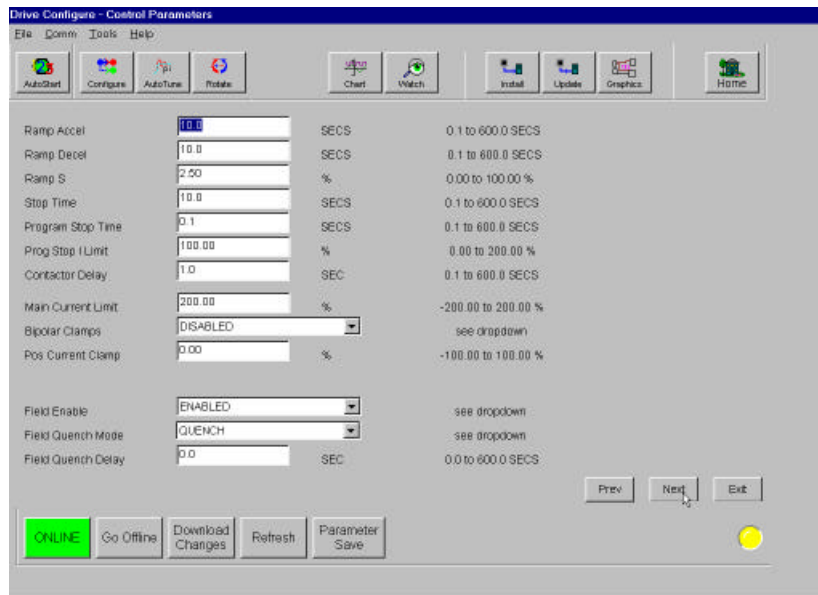 Drive Configure - Control Parameters
File Comm Tools Help
AutoStart Configure AutoTune Rotate Chart Watch Install Update Graphics Home
Ramp Accel 10.0 SECS 0.1 to 600.0 SECS
Ramp Decel 10.0 SECS 0.1 to 600.0 SECS
Ramp S 2.50 % 0.00 to 100.00 %
Stop Time 10.0 SECS 0.1 to 600.0 SECS
Program Stop Time 0.1 SECS 0.1 to 600.0 SECS
Prog Stop I Limit 100.00 % 0.00 to 200.00 %
Contactor Delay 1.0 SEC 0.1 to 600.0 SECS
Main Current Limit 200.00 % -200.00 to 200.00 %
Bipolar Clamps DISABLED see dropdown
Pos Current Clamp 0.00 % -100.00 to 100.00 %
Field Enable ENABLED see dropdown
Field Quench Mode QUENCH see dropdown
Field Quench Delay 0.0 SEC 0.0 to 600.0 SECS
Prev Next Exit
ONLINE Go Offline Download Changes Refresh Parameter Save